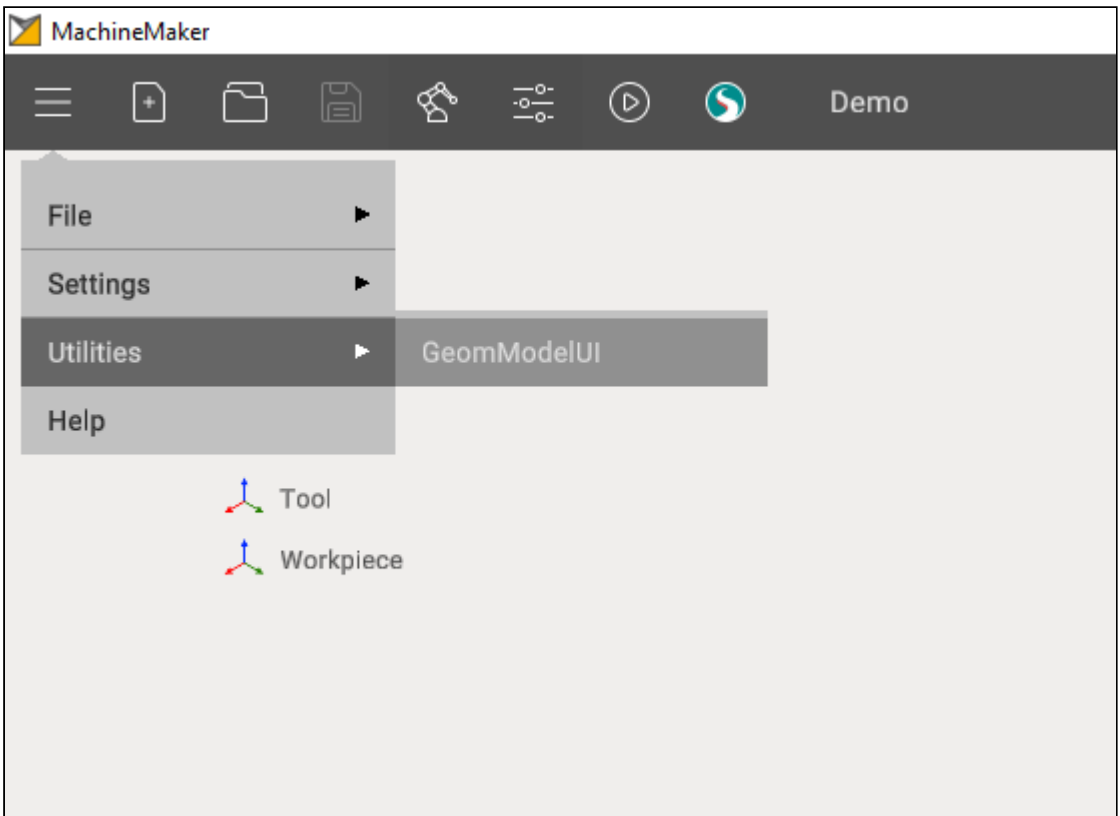 MachineMaker
Demo
File
Settings
Utilities
GeomModelUI
Help
Tool
Workpiece